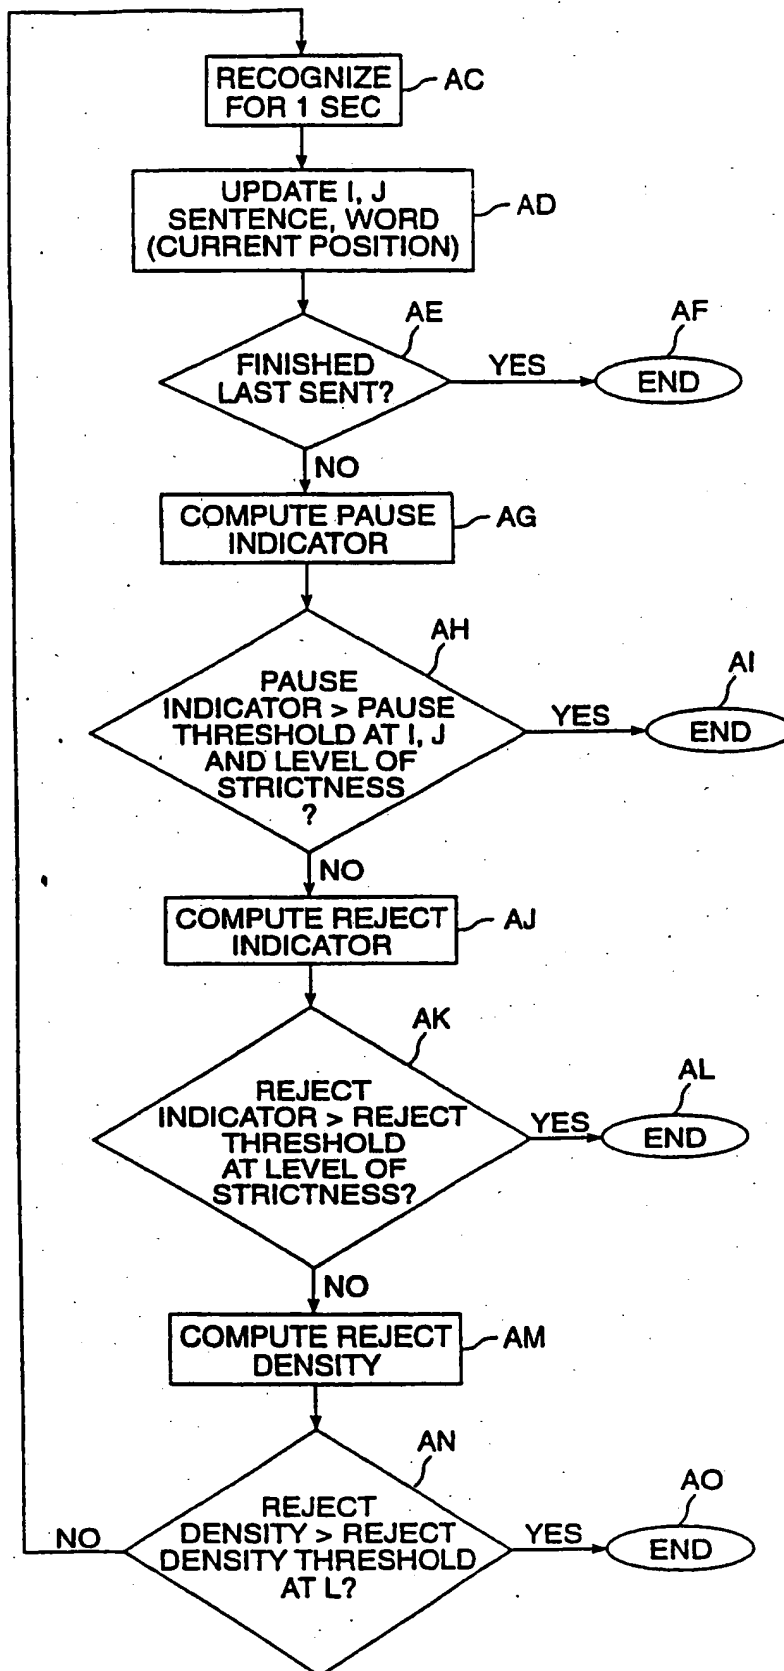 RECOGNIZE
FOR 1 SEC
AC
UPDATE I, J
SENTENCE, WORD
(CURRENT POSITION)
AD
AE
FINISHED
LAST SENT?
YES
AF
END
NO
COMPUTE PAUSE
INDICATOR
AG
AH
PAUSE
INDICATOR > PAUSE
THRESHOLD AT I, J
AND LEVEL OF
STRICTNESS
?
YES
AI
END
NO
COMPUTE REJECT
INDICATOR
AJ
AK
REJECT
INDICATOR > REJECT
THRESHOLD
AT LEVEL OF
STRICTNESS?
YES
AL
END
NO
COMPUTE REJECT
DENSITY
AM
AN
REJECT
DENSITY > REJECT
DENSITY THRESHOLD
AT L?
NO
YES
AO
END